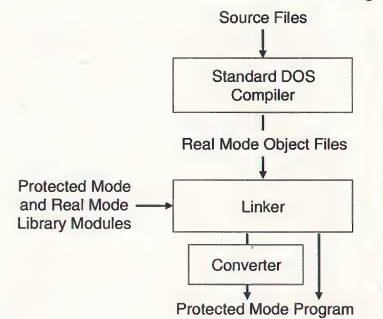 Source Files
Standard DOS
Compiler
Real Mode Object Files
Protected Mode
and Real Mode
Library Modules
Linker
Converter
Protected Mode Program